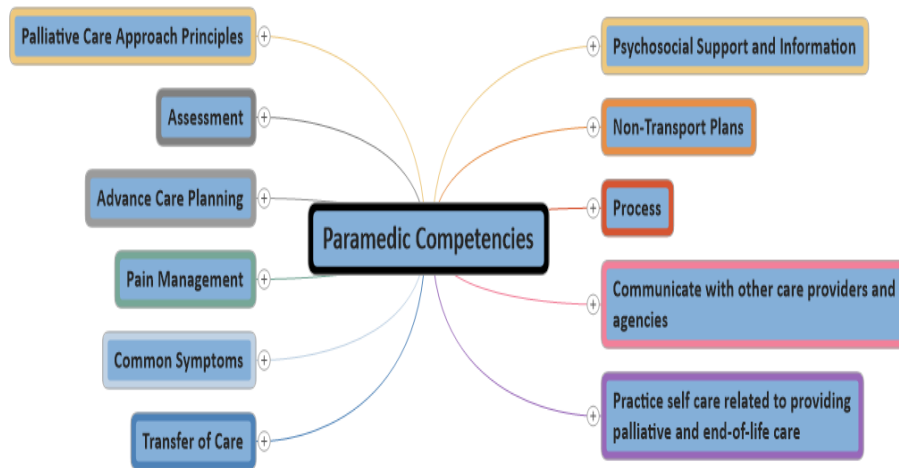 Palliative Care Approach Principles
Assessment
Advance Care Planning
Pain Management
Common Symptoms
Transfer of Care
Paramedic Competencies
Psychosocial Support and Information
Non-Transport Plans
Process
Communicate with other care providers and
agencies
Practice self care related to providing
palliative and end-of-life care